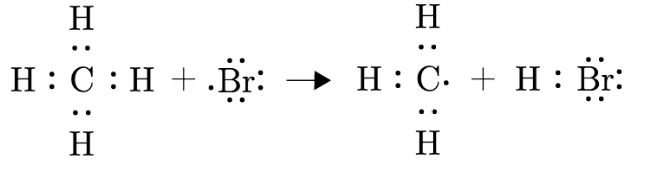 H
H : C : H + · Br : ⟶ H : C · + H : Br :
H H